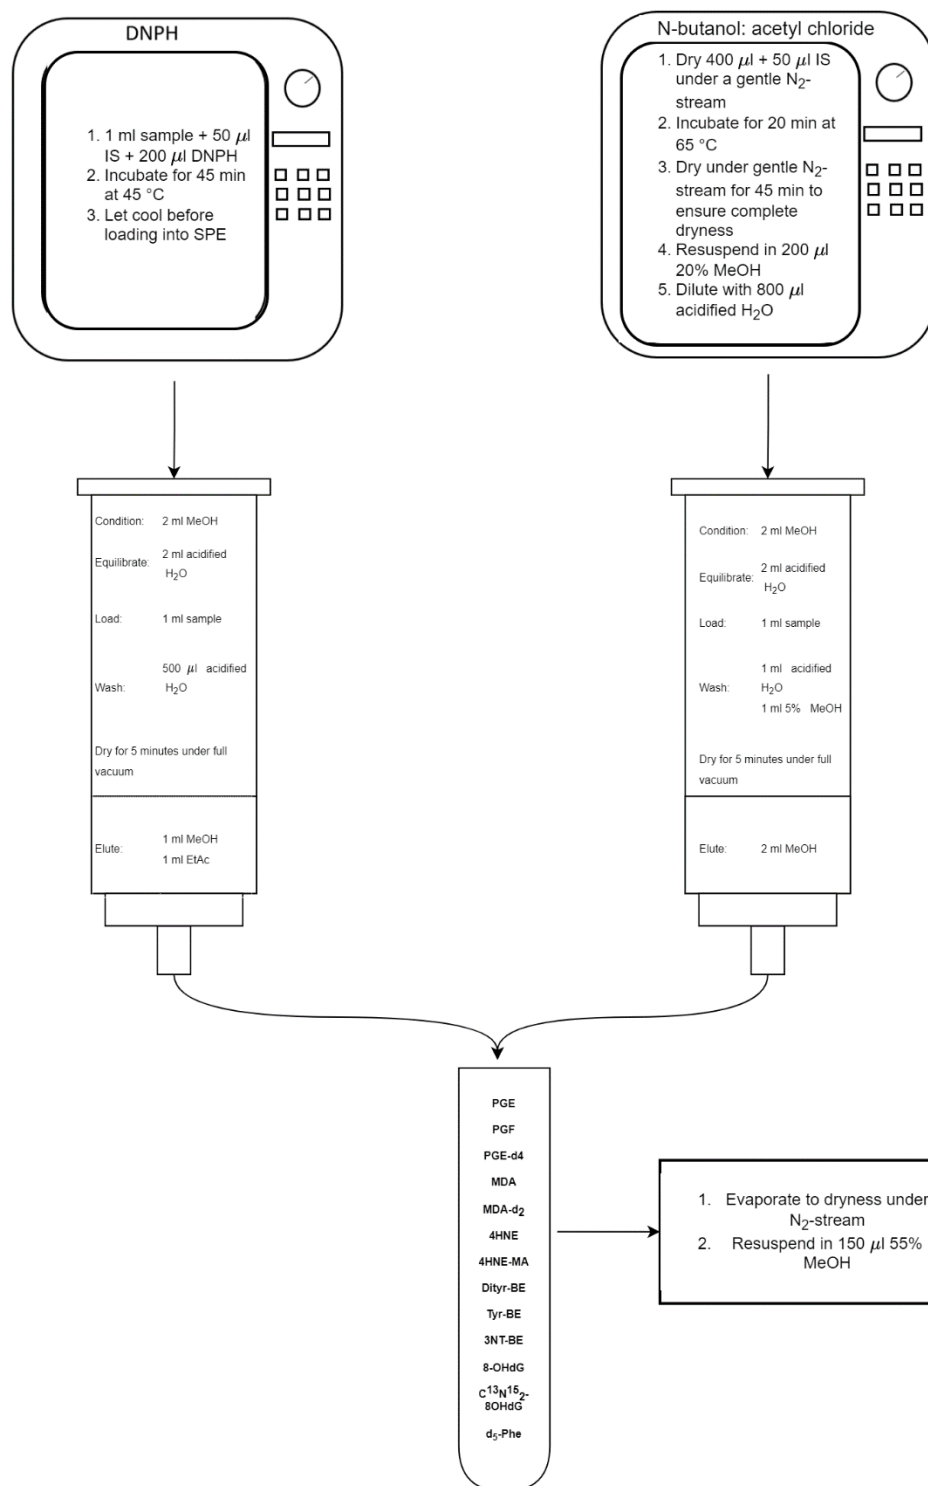 DNPH
1. 1 ml sample + 50 µl
IS + 200 µl DNPH
2. Incubate for 45 min
at 45 °C
3. Let cool before
loading into SPE
N-butanol: acetyl chloride
1. Dry 400 µl + 50 µl IS
under a gentle N2-
stream
2. Incubate for 20 min at
65 °C
3. Dry under gentle N2-
stream for 45 min to
ensure complete
dryness
4. Resuspend in 200 µl
20% MeOH
5. Dilute with 800 µl
acidified H2O
Condition: 2 ml MeOH
Equilibrate: 2 ml acidified
H2O
Load: 1 ml sample
500 µl acidified
Wash: H2O
Dry for 5 minutes under full
vacuum
1 ml MeOH
Elute:
1 ml EtAc
Condition: 2 ml MeOH
2 ml acidified
Equilibrate:
H2O
Load: 1 ml sample
1 ml acidified
Wash: H2O
1 ml 5% MeOH
Dry for 5 minutes under full
vacuum
Elute: 2 ml MeOH
PGE
PGF
PGE-d4
MDA
MDA-d2
4HNE
4HNE-MA
Dityr-BE
Tyr-BE
3NT-BE
8-OHdG
C13N15 2-
8OHdG
d5-Phe
1. Evaporate to dryness under
N2-stream
2. Resuspend in 150 µl 55%
MeOH